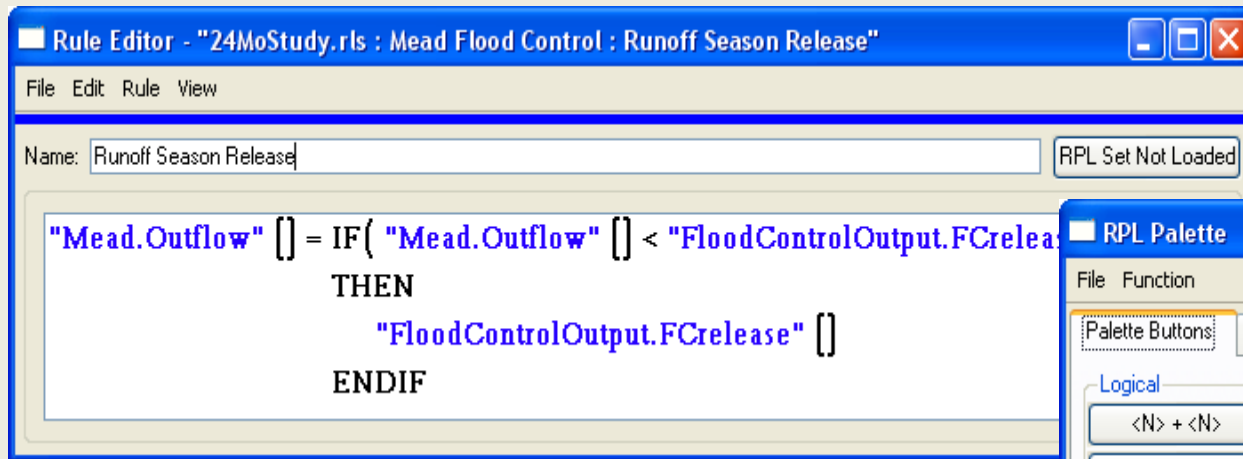 Rule Editor - "24MoStudy.rls : Mead Flood Control : Runoff Season Release"
File Edit Rule View
Name: Runoff Season Release
RPL Set Not Loaded
"Mead.Outflow" [] = IF( "Mead.Outflow" [] < "FloodControlOutput.FCreleas
THEN
"FloodControlOutput.FCrelease" []
ENDIF
RPL Palette
File Function
Palette Buttons
Logical
<N> + <N>